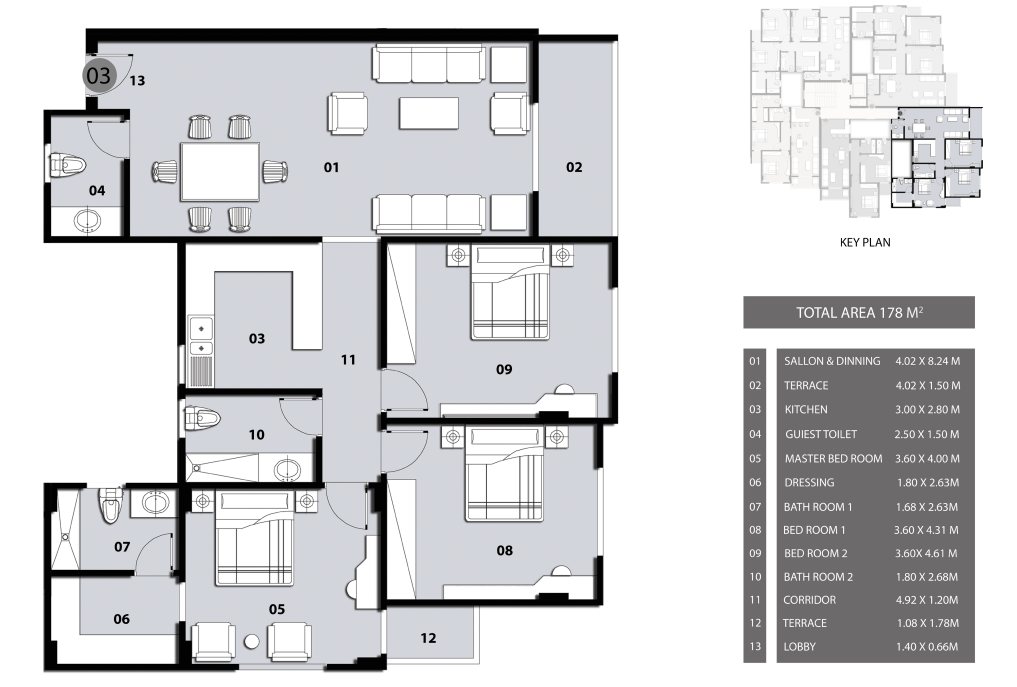 03
13
01
02
04
03
11
09
10
08
07
06
05
12
KEY PLAN
TOTAL AREA 178 M²
01 SALLON & DINNING 4.02 X 8.24 M
02 TERRACE 4.02 X 1.50 M
03 KITCHEN 3.00 X 2.80 M
04 GUIEST TOILET 2.50 X 1.50 M
05 MASTER BED ROOM 3.60 X 4.00 M
06 DRESSING 1.80 X 2.63M
07 BATH ROOM 1 1.68 X 2.63M
08 BED ROOM 1 3.60 X 4.31 M
09 BED ROOM 2 3.60X 4.61 M
10 BATH ROOM 2 1.80 X 2.68M
11 CORRIDOR 4.92 X 1.20M
12 TERRACE 1.08 X 1.78M
13 LOBBY 1.40 X 0.66M